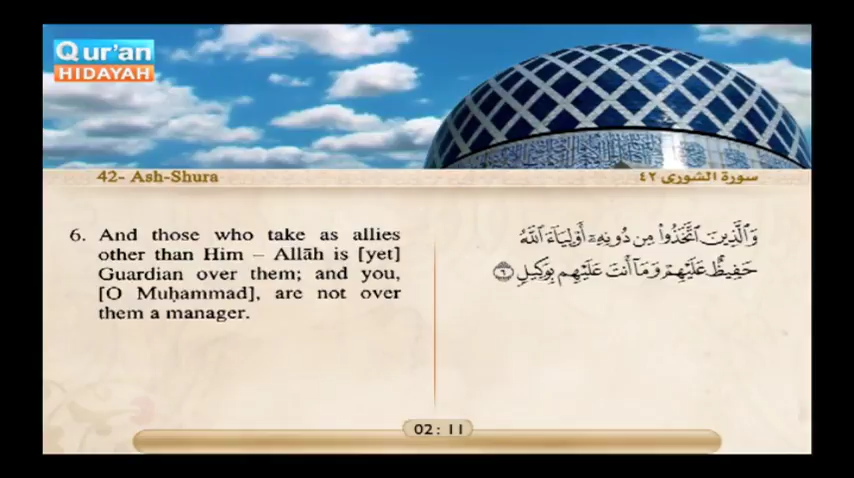 Qur'an
HIDAYAH
42- Ash-Shura
سورة الشورى ٤٢
6. And those who take as allies
other than Him – Allāh is [yet]
Guardian over them; and you,
[O Muḥammad], are not over
them a manager.
وَٱلَّذِينَ ٱتَّخَذُوا۟ مِن دُونِهِۦٓ أَوْلِيَآءَ ٱللَّهُ
حَفِيظٌ عَلَيْهِمْ وَمَآ أَنتَ عَلَيْهِم بِوَكِيلٍ ٦
02: 11